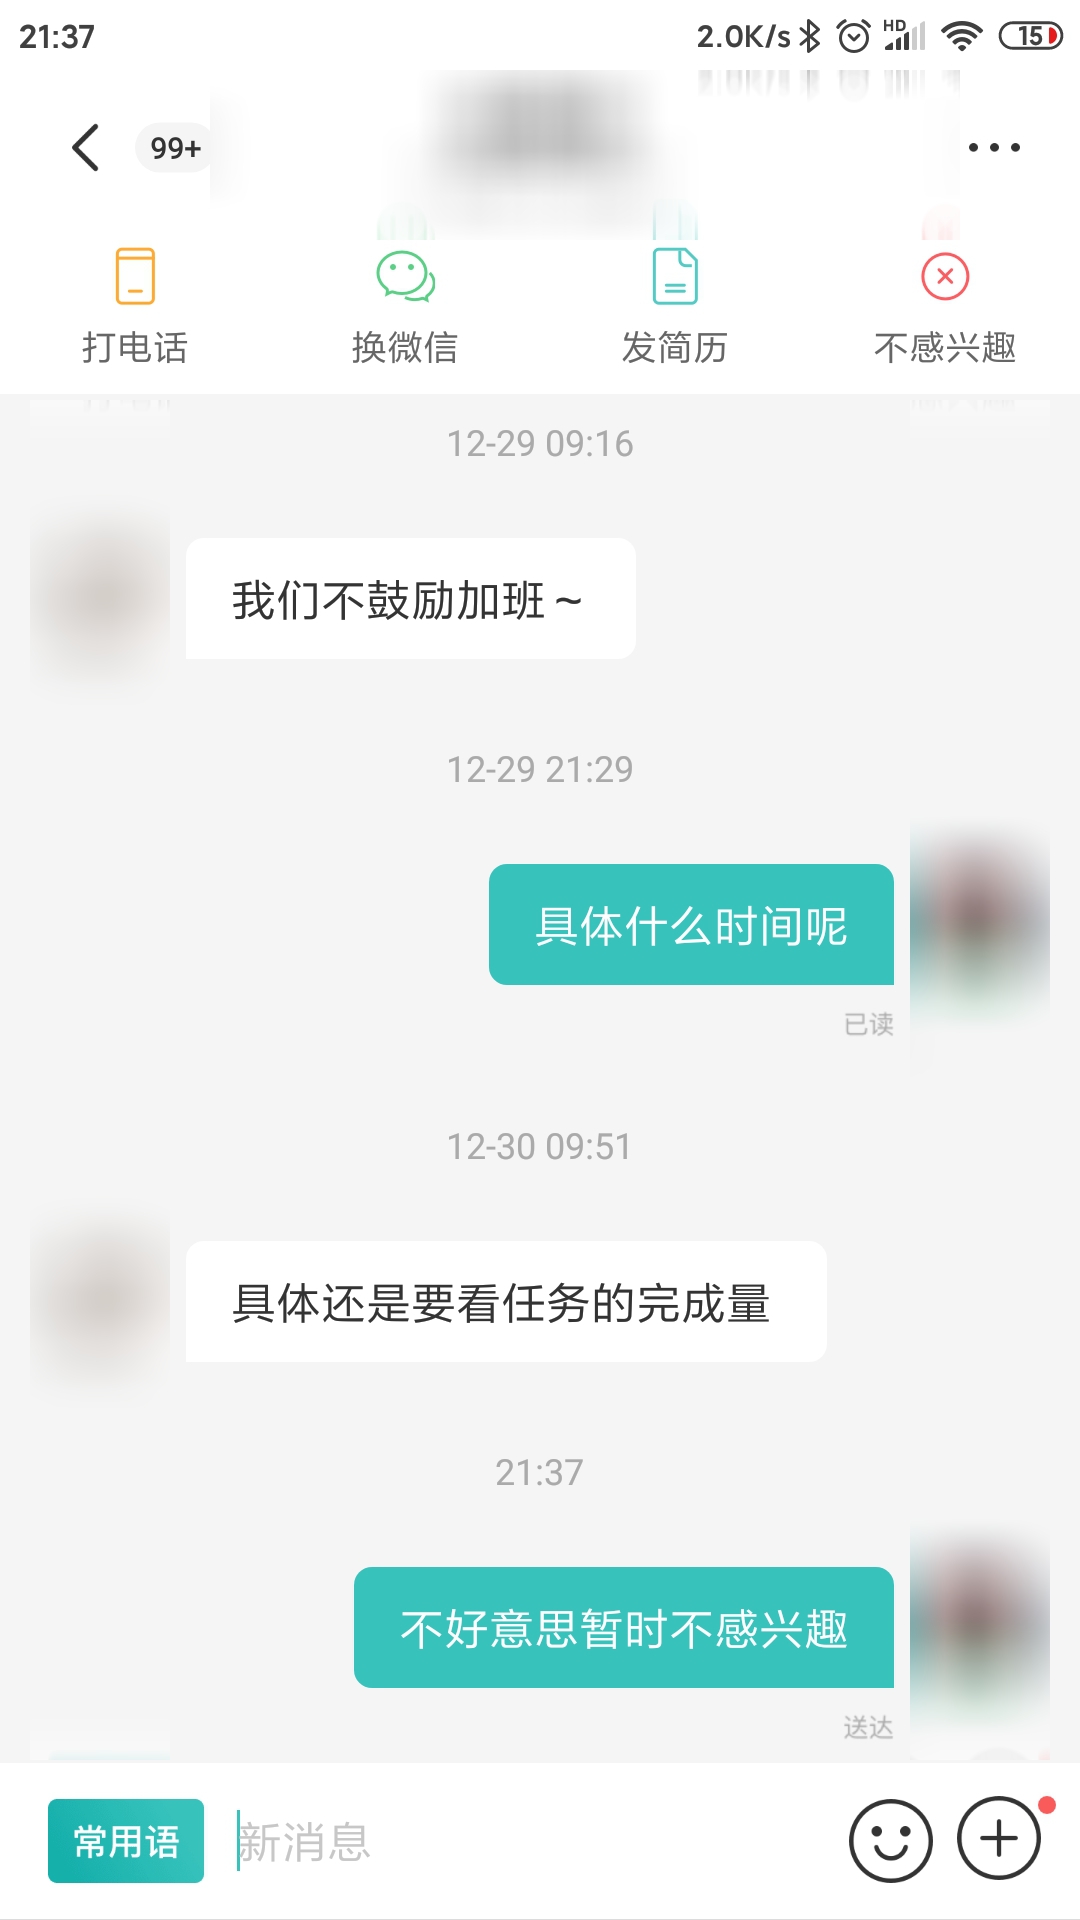 21:37 2.0K/s HD 15
99+
打电话 换微信 发简历 不感兴趣
12-29 09:16
我们不鼓励加班～
12-29 21:29
具体什么时间呢
已读
12-30 09:51
具体还是要看任务的完成量
21:37
不好意思暂时不感兴趣
送达
常用语 新消息